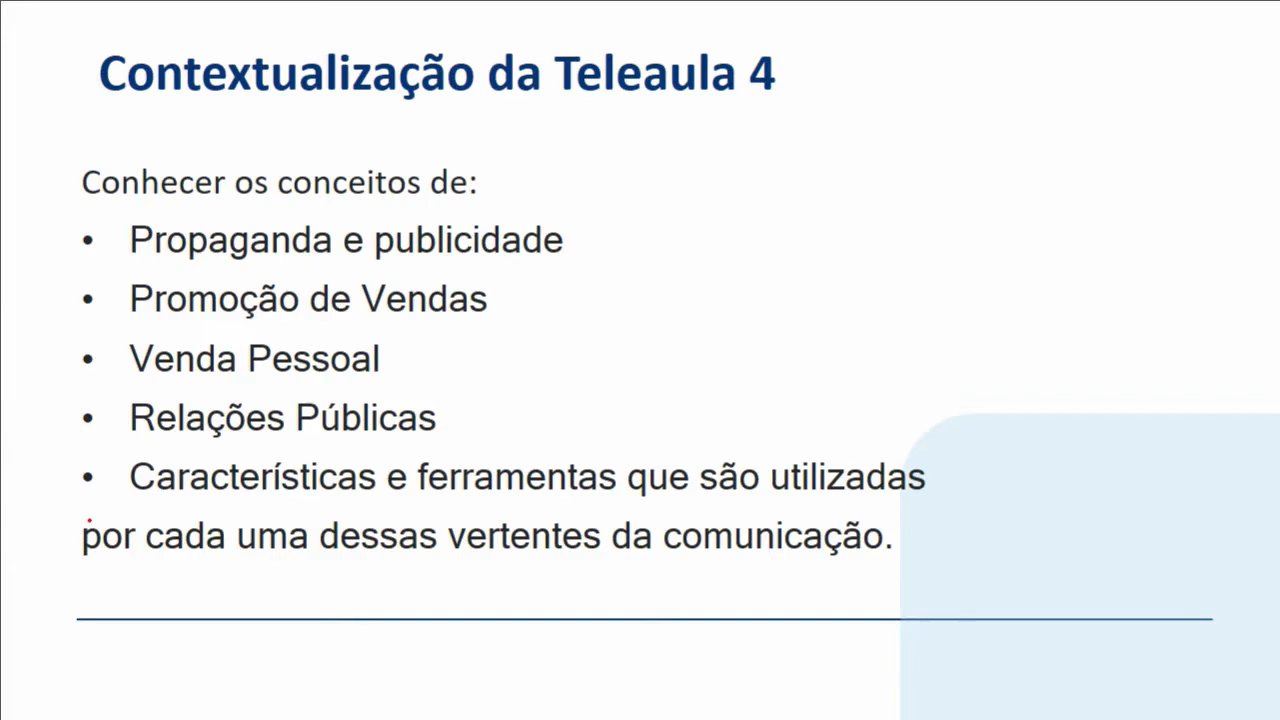 Contextualização da Teleaula 4
Conhecer os conceitos de:
• Propaganda e publicidade
• Promoção de Vendas
• Venda Pessoal
• Relações Públicas
• Características e ferramentas que são utilizadas
por cada uma dessas vertentes da comunicação.